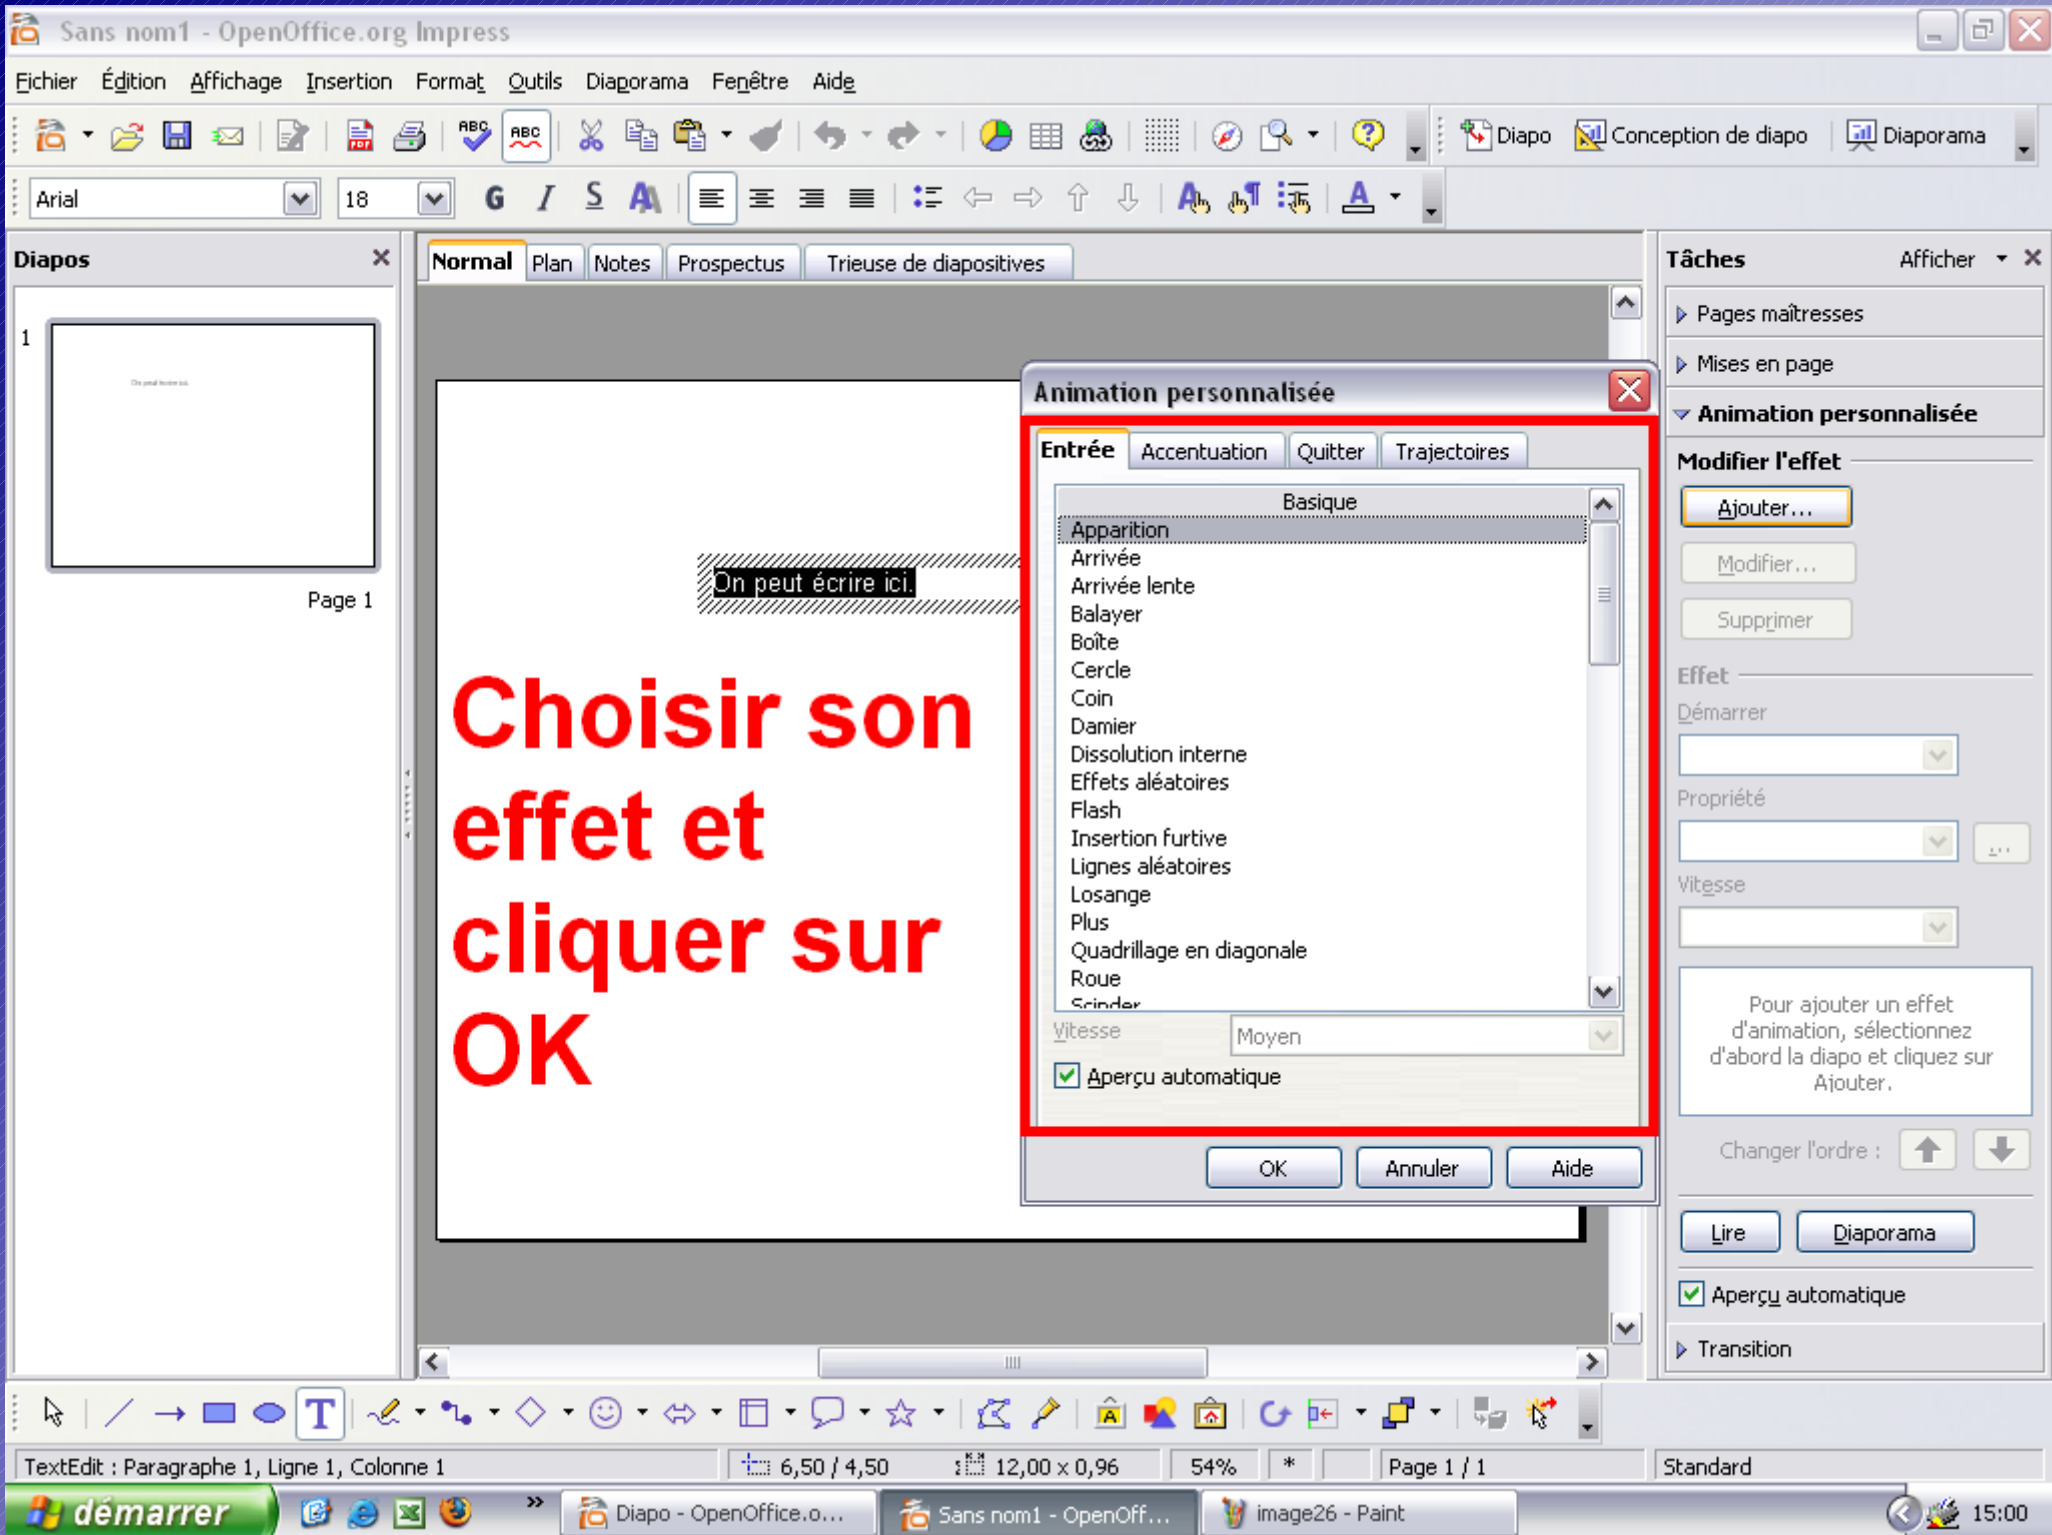 Sans nom1 - OpenOffice.org Impress
Fichier Édition Affichage Insertion Format Outils Diaporama Fenêtre Aide
Diapo Conception de diapo Diaporama
Arial 18 G I S A
Diapos
Normal Plan Notes Prospectus Trieuse de diapositives
1
Page 1
On peut écrire ici.
Choisir son
effet et
cliquer sur
OK
Animation personnalisée
Entrée Accentuation Quitter Trajectoires
Basique
Apparition
Arrivée
Arrivée lente
Balayer
Boîte
Cercle
Coin
Damier
Dissolution interne
Effets aléatoires
Flash
Insertion furtive
Lignes aléatoires
Losange
Plus
Quadrillage en diagonale
Roue
Scinder
Vitesse Moyen
Aperçu automatique
OK Annuler Aide
Tâches Afficher
Pages maîtresses
Mises en page
Animation personnalisée
Modifier l'effet
Ajouter...
Modifier...
Supprimer
Effet
Démarrer
Propriété
...
Vitesse
Pour ajouter un effet
d'animation, sélectionnez
d'abord la diapo et cliquez sur
Ajouter.
Changer l'ordre :
Lire Diaporama
Aperçu automatique
Transition
TextEdit : Paragraphe 1, Ligne 1, Colonne 1 6,50 / 4,50 12,00 x 0,96 54% * Page 1 / 1 Standard
démarrer » Diapo - OpenOffice.o... Sans nom1 - OpenOff... image26 - Paint 15:00